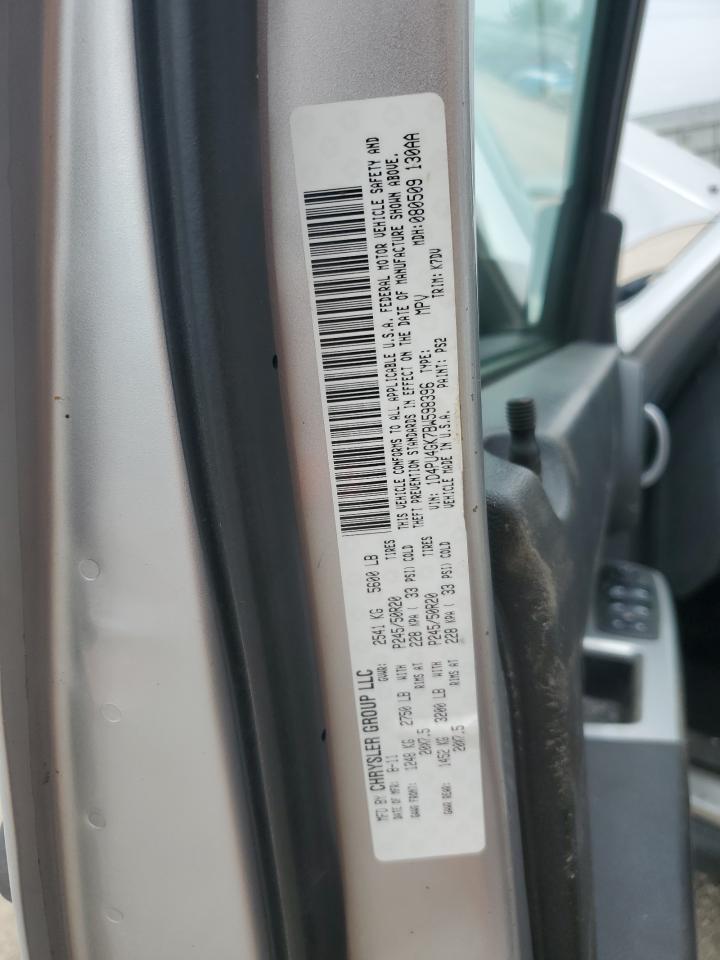 MFD BY CHRYSLER GROUP LLC
DATE OF MFR: 8-11 GVWR: 2541 KG 5600 LB
GAWR FRONT: 1248 KG 2750 LB WITH P245/50R20 TIRES
20X7.5 RIMS AT 228 KPA ( 33 PSI) COLD
GAWR REAR: 1452 KG 3200 LB WITH P245/50R20 TIRES
20X7.5 RIMS AT 228 KPA ( 33 PSI) COLD
THIS VEHICLE CONFORMS TO ALL APPLICABLE U.S.A. FEDERAL MOTOR VEHICLE SAFETY AND
THEFT PREVENTION STANDARDS IN EFFECT ON THE DATE OF MANUFACTURE SHOWN ABOVE.
VIN: 1D4PU4GK7BW598396 TYPE: MPV MDH:080509 130AA
VEHICLE MADE IN U.S.A. PAINT: PS2 TRIM: K7DV